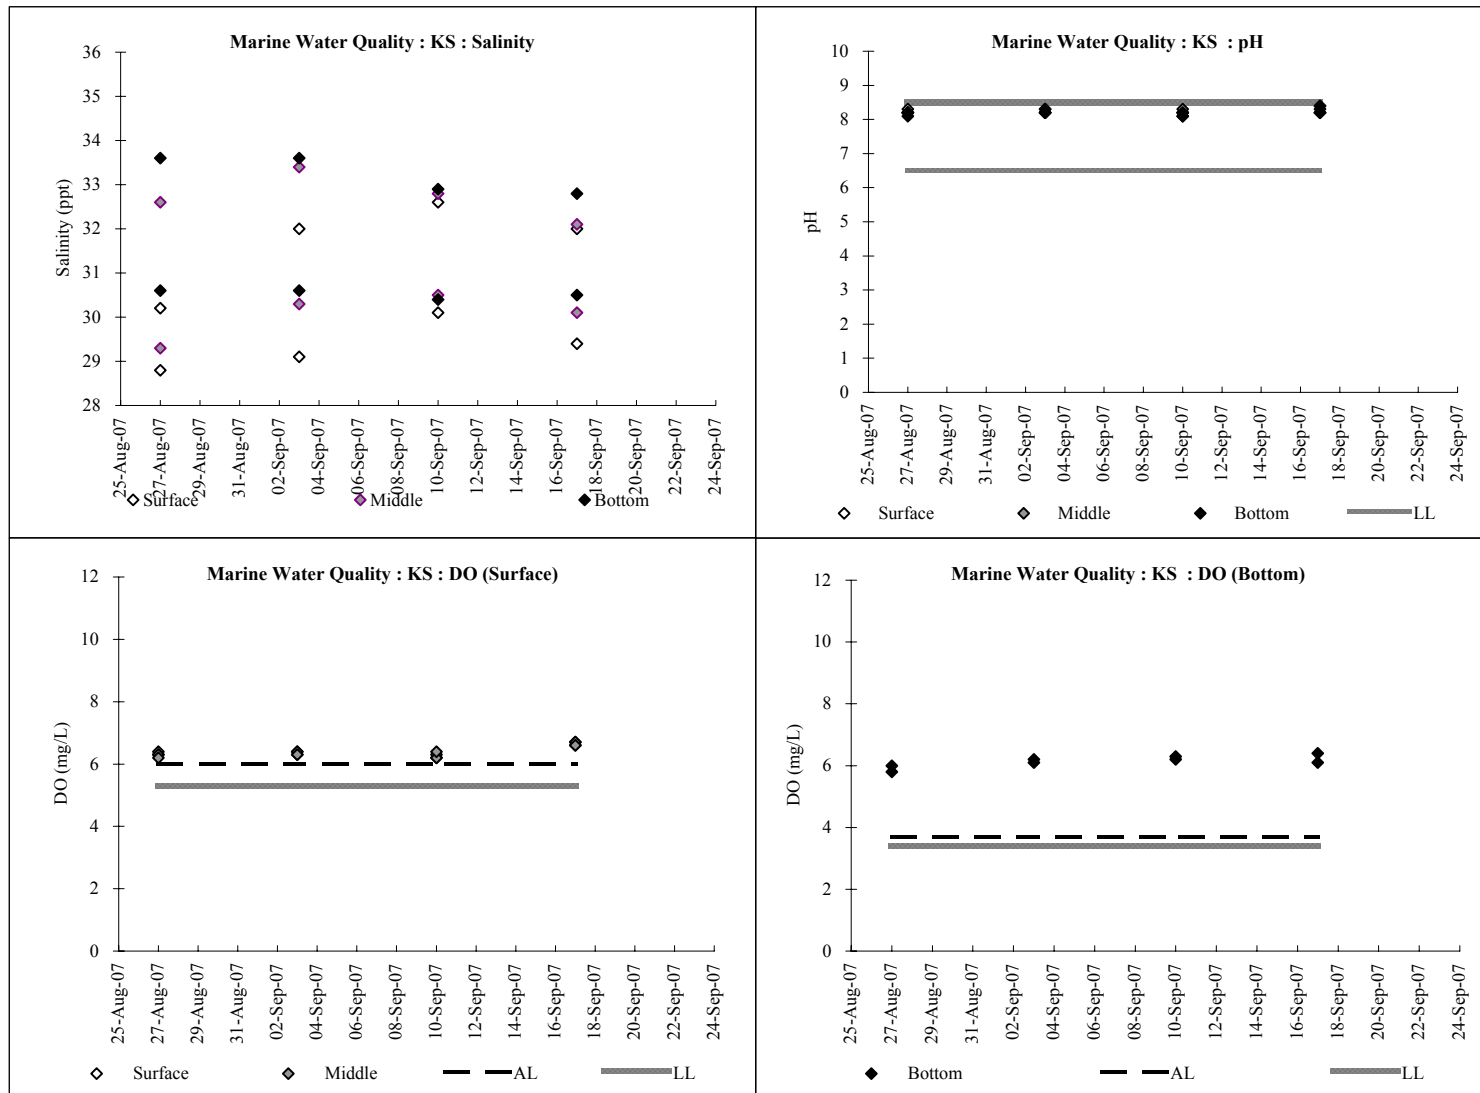 Marine Water Quality : KS : Salinity
36
35
34
33
32
31
30
29
28
Salinity (ppt)
25-Aug-07
27-Aug-07
29-Aug-07
31-Aug-07
02-Sep-07
04-Sep-07
06-Sep-07
08-Sep-07
10-Sep-07
12-Sep-07
14-Sep-07
16-Sep-07
18-Sep-07
20-Sep-07
22-Sep-07
24-Sep-07
Surface Middle Bottom
Marine Water Quality : KS : pH
10
9
8
7
6
5
4
3
2
1
0
pH
25-Aug-07
27-Aug-07
29-Aug-07
31-Aug-07
02-Sep-07
04-Sep-07
06-Sep-07
08-Sep-07
10-Sep-07
12-Sep-07
14-Sep-07
16-Sep-07
18-Sep-07
20-Sep-07
22-Sep-07
24-Sep-07
Surface Middle Bottom LL
Marine Water Quality : KS : DO (Surface)
12
10
8
6
4
2
0
DO (mg/L)
25-Aug-07
27-Aug-07
29-Aug-07
31-Aug-07
02-Sep-07
04-Sep-07
06-Sep-07
08-Sep-07
10-Sep-07
12-Sep-07
14-Sep-07
16-Sep-07
18-Sep-07
20-Sep-07
22-Sep-07
24-Sep-07
Surface Middle AL LL
Marine Water Quality : KS : DO (Bottom)
12
10
8
6
4
2
0
DO (mg/L)
25-Aug-07
27-Aug-07
29-Aug-07
31-Aug-07
02-Sep-07
04-Sep-07
06-Sep-07
08-Sep-07
10-Sep-07
12-Sep-07
14-Sep-07
16-Sep-07
18-Sep-07
20-Sep-07
22-Sep-07
24-Sep-07
Bottom AL LL